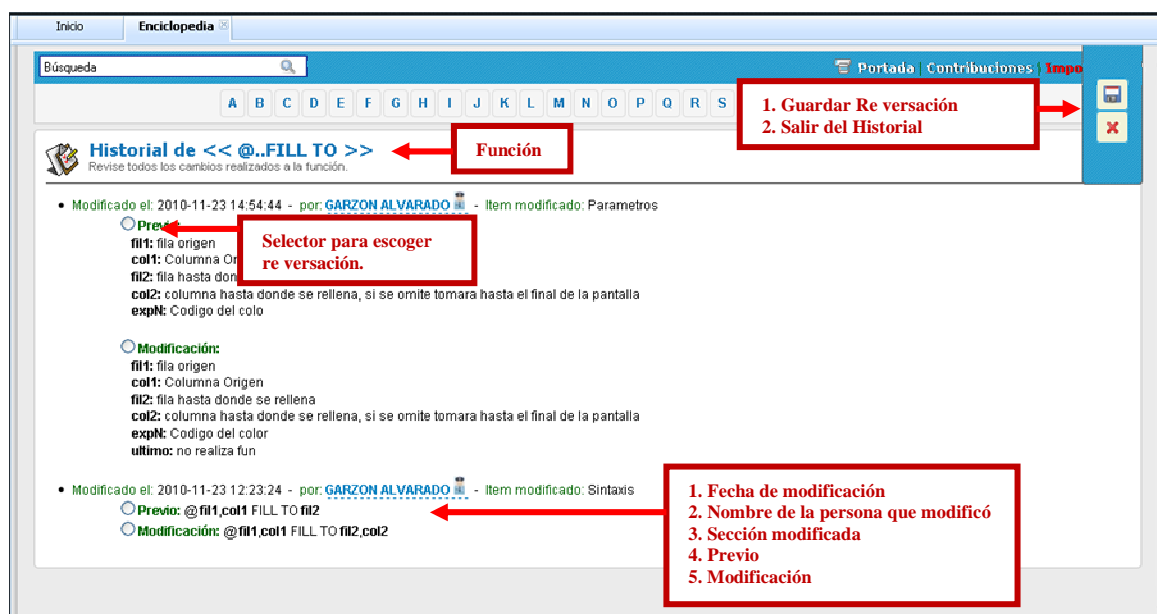 Inicio
Enciclopedia
Búsqueda
Portada | Contribuciones | Impo
A B C D E F G H I J K L M N O P Q R S
1. Guardar Re versación
2. Salir del Historial
Historial de << @..FILL TO >>
Revise todos los cambios realizados a la función.
Función
• Modificado el: 2010-11-23 14:54:44 - por: GARZON ALVARADO - Item modificado: Parametros
Previo:
fil1: fila origen
col1: Columna Or
fil2: fila hasta don
col2: columna hasta donde se rellena, si se omite tomara hasta el final de la pantalla
expN: Codigo del colo
Selector para escoger
re versación.
Modificación:
fil1: fila origen
col1: Columna Origen
fil2: fila hasta donde se rellena
col2: columna hasta donde se rellena, si se omite tomara hasta el final de la pantalla
expN: Codigo del color
ultimo: no realiza fun
• Modificado el: 2010-11-23 12:23:24 - por: GARZON ALVARADO - Item modificado: Sintaxis
Previo: @ fil1,col1 FILL TO fil2
Modificación: @ fil1,col1 FILL TO fil2,col2
1. Fecha de modificación
2. Nombre de la persona que modificó
3. Sección modificada
4. Previo
5. Modificación